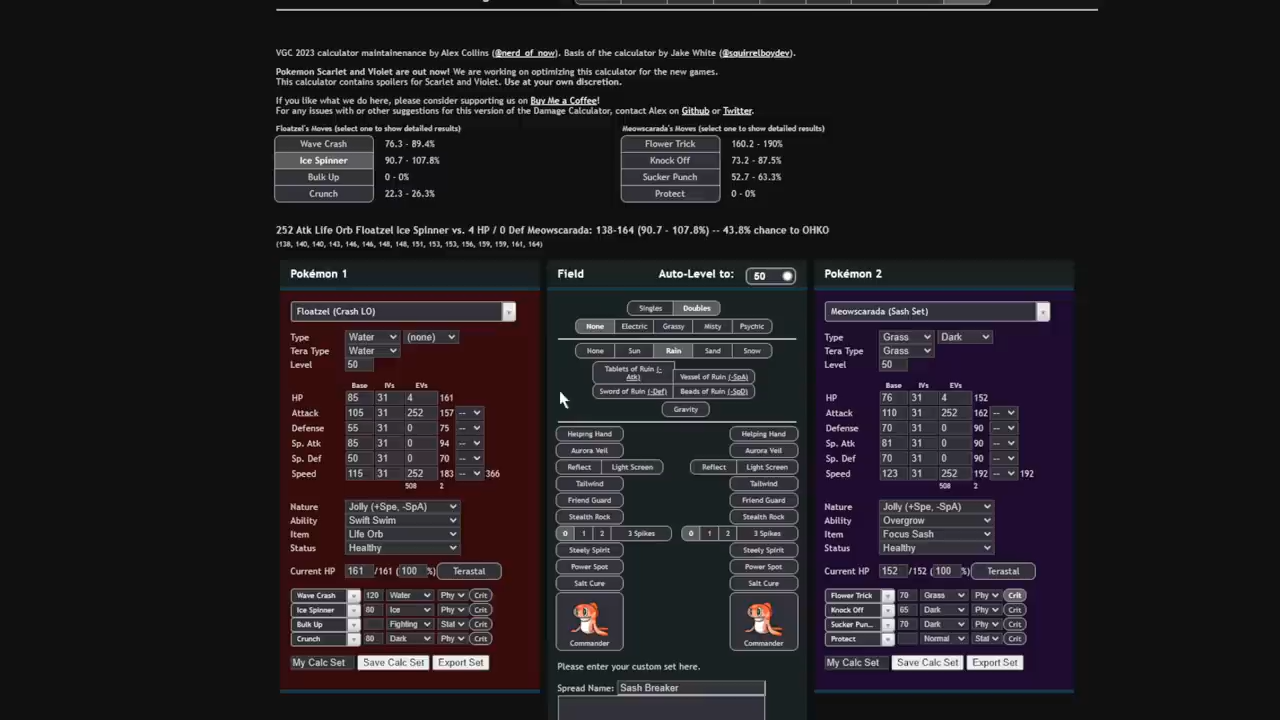 VGC 2023 calculator maintainenance by Alex Collins (@nerd_of_now). Basis of the calculator by Jake White (@squirrelboydev).
Pokemon Scarlet and Violet are out now! We are working on optimizing this calculator for the new games.
This calculator contains spoilers for Scarlet and Violet. Use at your own discretion.
If you like what we do here, please consider supporting us on Buy Me a Coffee!
For any issues with or other suggestions for this version of the Damage Calculator, contact Alex on Github or Twitter.
Floatzel's Moves (select one to show detailed results) Meowscarada's Moves (select one to show detailed results)
Wave Crash 76.3 - 89.4% Flower Trick 160.2 - 190%
Ice Spinner 90.7 - 107.8% Knock Off 73.2 - 87.5%
Bulk Up 0 - 0% Sucker Punch 52.7 - 63.3%
Crunch 22.3 - 26.3% Protect 0 - 0%
252 Atk Life Orb Floatzel Ice Spinner vs. 4 HP / 0 Def Meowscarada: 138-164 (90.7 - 107.8%) -- 43.8% chance to OHKO
(138, 140, 140, 143, 146, 146, 148, 148, 151, 153, 153, 156, 159, 159, 161, 164)
Pokémon 1 Field Auto-Level to: 50 Pokémon 2
Floatzel (Crash LO) Singles Doubles Meowscarada (Sash Set)
None Electric Grassy Misty Psychic
Type Water (none) Type Grass Dark
Tera Type Water None Sun Rain Sand Snow Tera Type Grass
Level 50 Level 50
Tablets of Ruin (-Atk) Vessel of Ruin (-SpA)
Base IVs EVs Sword of Ruin (-Def) Beads of Ruin (-SpD) Base IVs EVs
HP 85 31 4 161 HP 76 31 4 152
Attack 105 31 252 157 -- Gravity Attack 110 31 252 162 --
Defense 55 31 0 75 -- Defense 70 31 0 90 --
Sp. Atk 85 31 0 94 -- Helping Hand Helping Hand Sp. Atk 81 31 0 90 --
Sp. Def 50 31 0 70 -- Aurora Veil Aurora Veil Sp. Def 70 31 0 90 --
Speed 115 31 252 183 -- 366 Reflect Light Screen Reflect Light Screen Speed 123 31 252 192 -- 192
508 2 Tailwind Tailwind 508 2
Nature Jolly (+Spe, -SpA) Friend Guard Friend Guard Nature Jolly (+Spe, -SpA)
Ability Swift Swim Stealth Rock Stealth Rock Ability Overgrow
Item Life Orb 0 1 2 3 Spikes 0 1 2 3 Spikes Item Focus Sash
Status Healthy Steely Spirit Steely Spirit Status Healthy
Current HP 161 /161 (100 %) Terastal Power Spot Power Spot Current HP 152 /152 (100 %) Terastal
Salt Cure Salt Cure
Wave Crash 120 Water Phy Crit Flower Trick 70 Grass Phy Crit
Ice Spinner 80 Ice Phy Crit Knock Off 65 Dark Phy Crit
Bulk Up Fighting Stat Crit Sucker Pun... 70 Dark Phy Crit
Crunch 80 Dark Phy Crit Commander Commander Protect Normal Stat Crit
My Calc Set Save Calc Set Export Set Please enter your custom set here. My Calc Set Save Calc Set Export Set
Spread Name: Sash Breaker